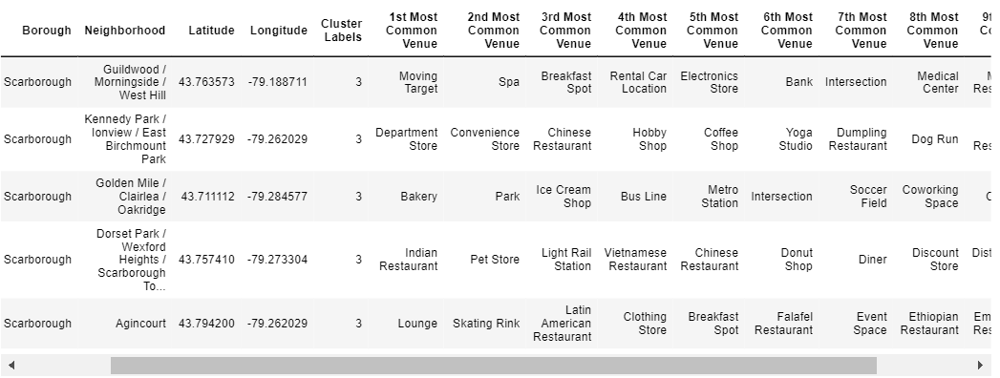 Borough Neighborhood Latitude Longitude Cluster Labels 1st Most Common Venue 2nd Most Common Venue 3rd Most Common Venue 4th Most Common Venue 5th Most Common Venue 6th Most Common Venue 7th Most Common Venue 8th Most Common Venue
Scarborough Guildwood / Morningside / West Hill 43.763573 -79.188711 3 Moving Target Spa Breakfast Spot Rental Car Location Electronics Store Bank Intersection Medical Center
Scarborough Kennedy Park / Ionview / East Birchmount Park 43.727929 -79.262029 3 Department Store Convenience Store Chinese Restaurant Hobby Shop Coffee Shop Yoga Studio Dumpling Restaurant Dog Run
Scarborough Golden Mile / Clairlea / Oakridge 43.711112 -79.284577 3 Bakery Park Ice Cream Shop Bus Line Metro Station Intersection Soccer Field Coworking Space
Scarborough Dorset Park / Wexford Heights / Scarborough To... 43.757410 -79.273304 3 Indian Restaurant Pet Store Light Rail Station Vietnamese Restaurant Chinese Restaurant Donut Shop Diner Discount Store
Scarborough Agincourt 43.794200 -79.262029 3 Lounge Skating Rink Latin American Restaurant Clothing Store Breakfast Spot Falafel Restaurant Event Space Ethiopian Restaurant